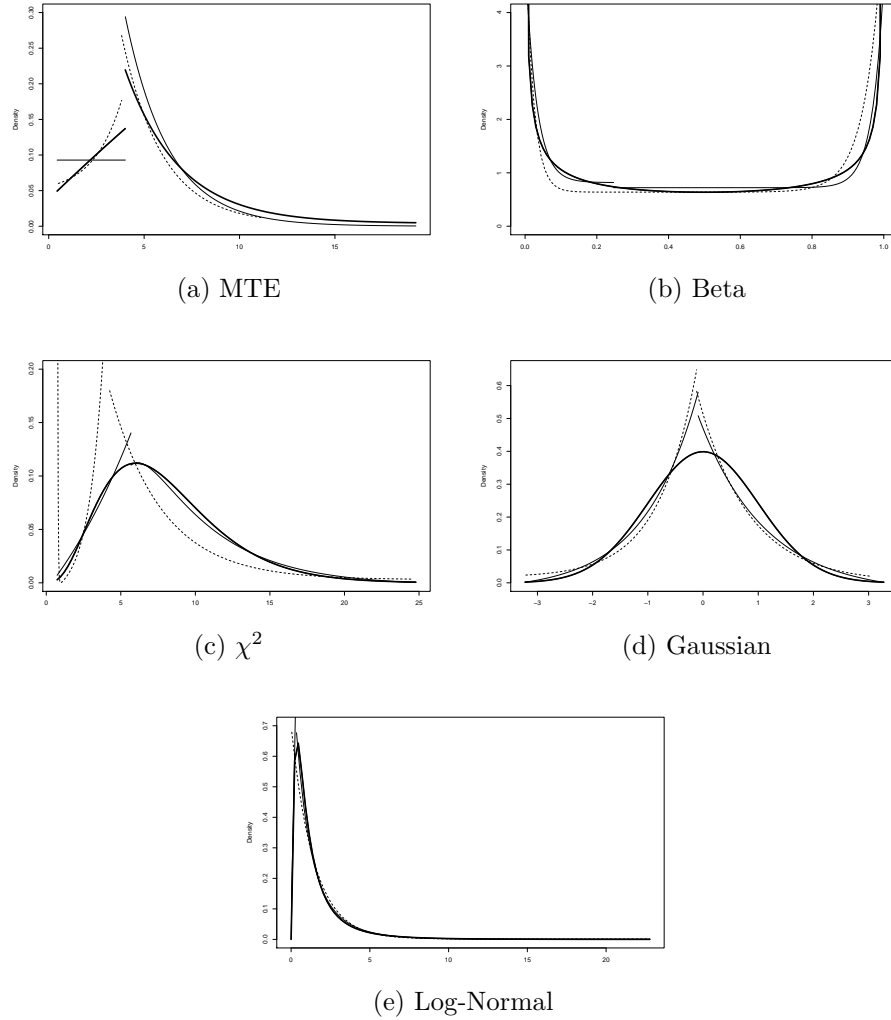 0.30
0.25
0.20
0.15
0.10
0.05
0.00
Density
0 5 10 15
(a) MTE
4
3
2
1
0
Density
0.0 0.2 0.4 0.6 0.8 1.0
(b) Beta
0.20
0.15
0.10
0.05
0.00
Density
0 5 10 15 20 25
(c) χ²
0.6
0.5
0.4
0.3
0.2
0.1
0.0
Density
−3 −2 −1 0 1 2 3
(d) Gaussian
0.7
0.6
0.5
0.4
0.3
0.2
0.1
0.0
Density
0 5 10 15 20
(e) Log-Normal